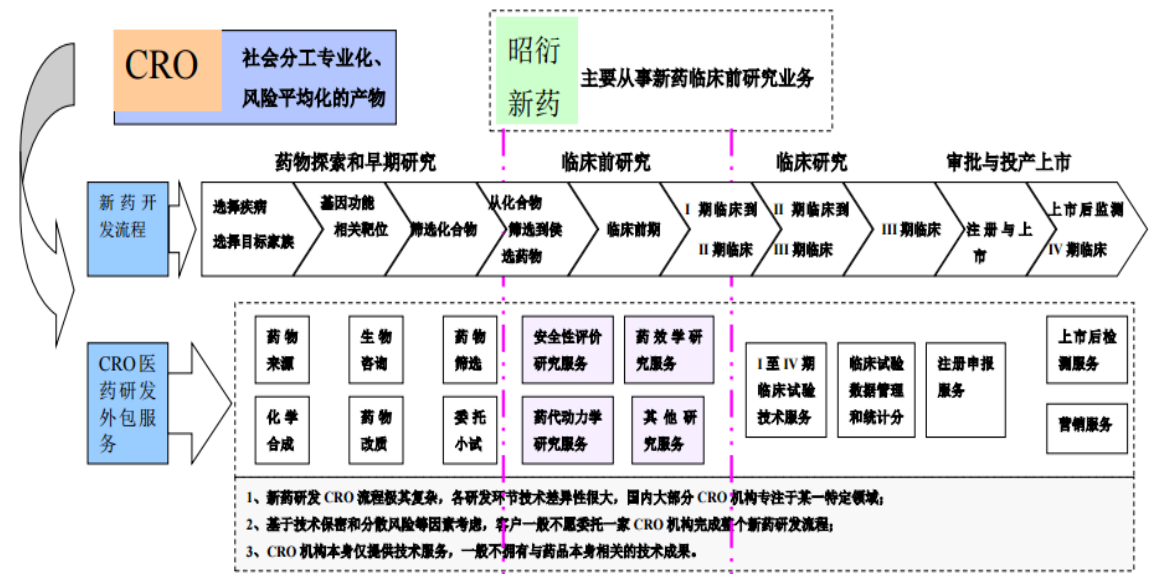 CRO
社会分工专业化、
风险平均化的产物
昭衍
新药
主要从事新药临床前研究业务
药物探索和早期研究
临床前研究
临床研究
审批与投产上市
新药开
发流程
选择疾病
选择目标家族
基因功能
相关靶位
筛选化合物
从化合物
筛选到侯
选药物
临床前期
I 期临床到
II 期临床
II 期临床到
III 期临床
III 期临床
注册与上
市
上市后监测
IV 期临床
CRO 医
药研发
外包服
务
药物
来源
生物
咨询
药物
筛选
化学
合成
药物
改质
委托
小试
安全性评价
研究服务
药效学研
究服务
药代动力学
研究服务
其他研
究服务
I 至 IV 期
临床试验
技术服务
临床试验
数据管理
和统计分
注册申报
服务
上市后检
测服务
营销服务
1、新药研发 CRO 流程极其复杂，各研发环节技术差异性很大，国内大部分 CRO 机构专注于某一特定领域；
2、基于技术保密和分散风险等因素考虑，客户一般不愿委托一家 CRO 机构完成整个新药研发流程；
3、CRO 机构本身仅提供技术服务，一般不拥有与药品本身相关的技术成果。